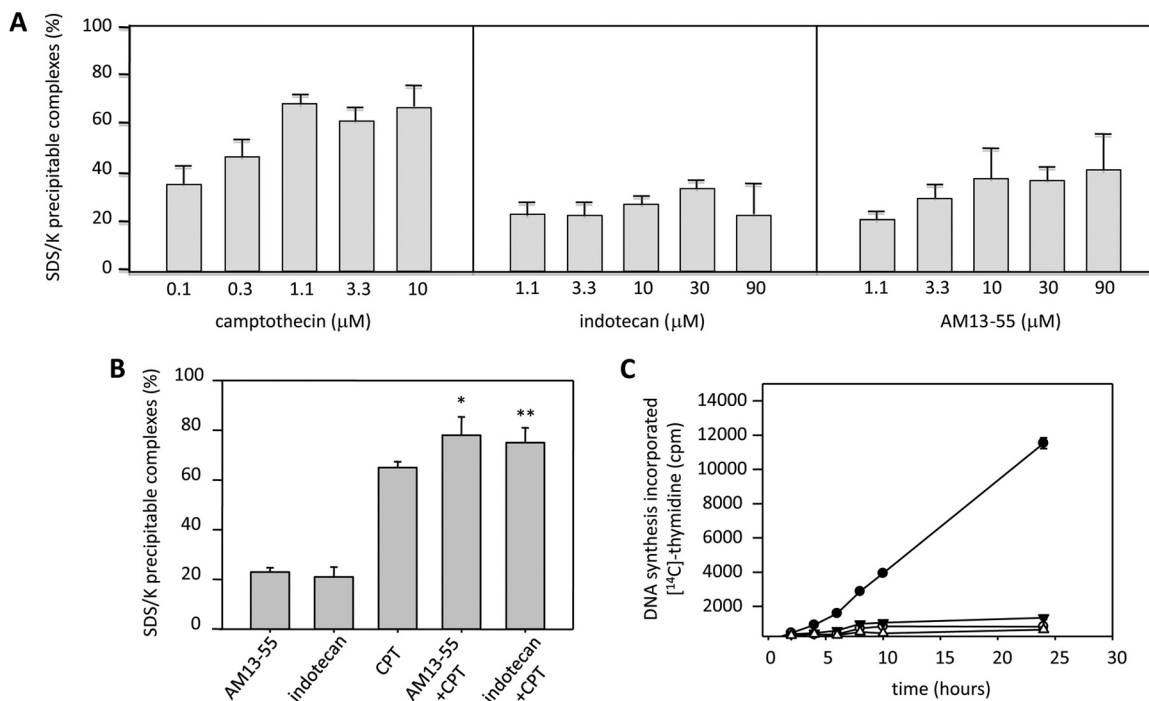 A
SDS/K precipitable complexes (%)
100
80
60
40
20
0
0.1 0.3 1.1 3.3 10
camptothecin (μM)
1.1 3.3 10 30 90
indotecan (μM)
1.1 3.3 10 30 90
AM13-55 (μM)
B
SDS/K precipitable complexes (%)
100
80
60
40
20
0
* **
AM13-55
indotecan
CPT
AM13-55
+CPT
indotecan
+CPT
C
DNA synthesis incorporated
[¹⁴C]-thymidine (cpm)
14000
12000
10000
8000
6000
4000
2000
0 5 10 15 20 25 30
time (hours)